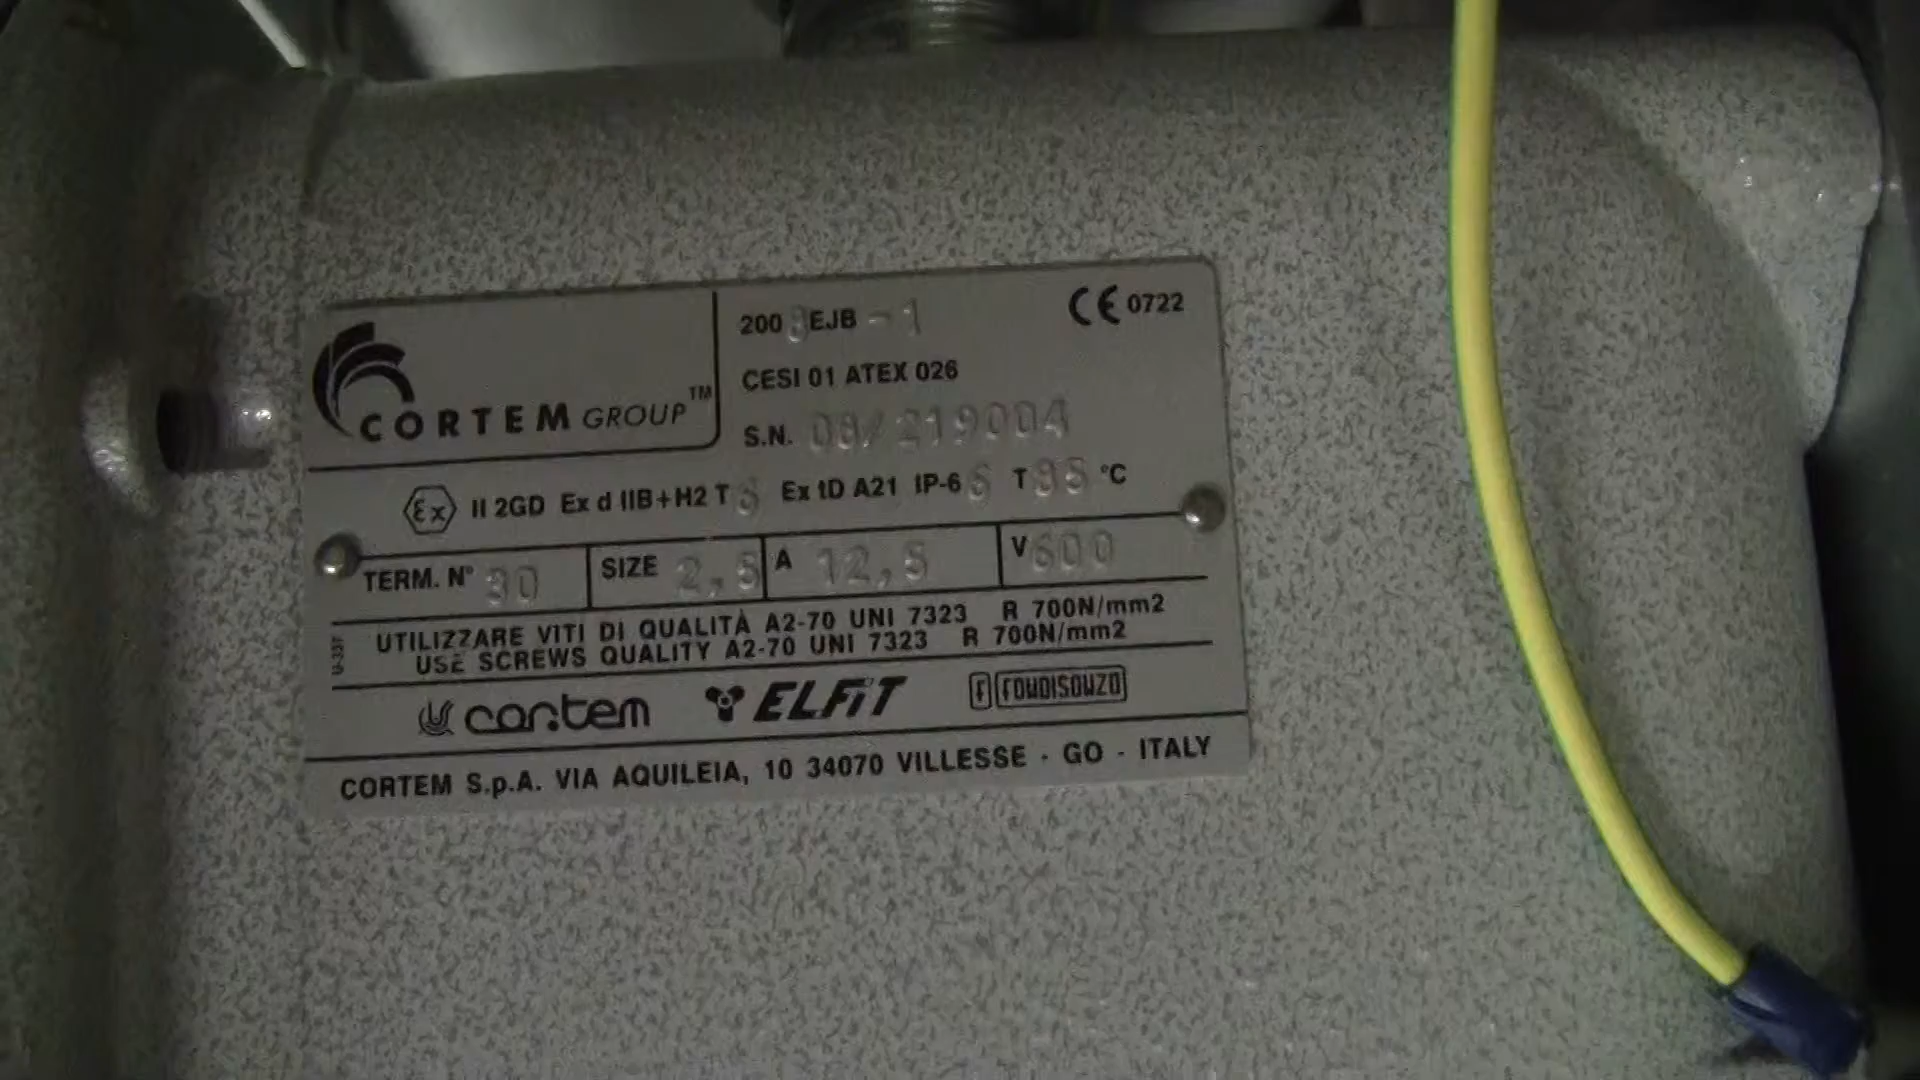 CORTEM GROUP™
2008 EJB - 1
CE 0722
CESI 01 ATEX 026
S.N. 08/219004
Ex II 2GD Ex d IIB+H2 T6 Ex tD A21 IP-66 T 85 °C
TERM. N° 30 SIZE 2,5 A 12,5 V 600
UTILIZZARE VITI DI QUALITÀ A2-70 UNI 7323 R 700N/mm2
USE SCREWS QUALITY A2-70 UNI 7323 R 700N/mm2
cortem ELFIT F FONDISONZO
CORTEM S.p.A. VIA AQUILEIA, 10 34070 VILLESSE - GO - ITALY